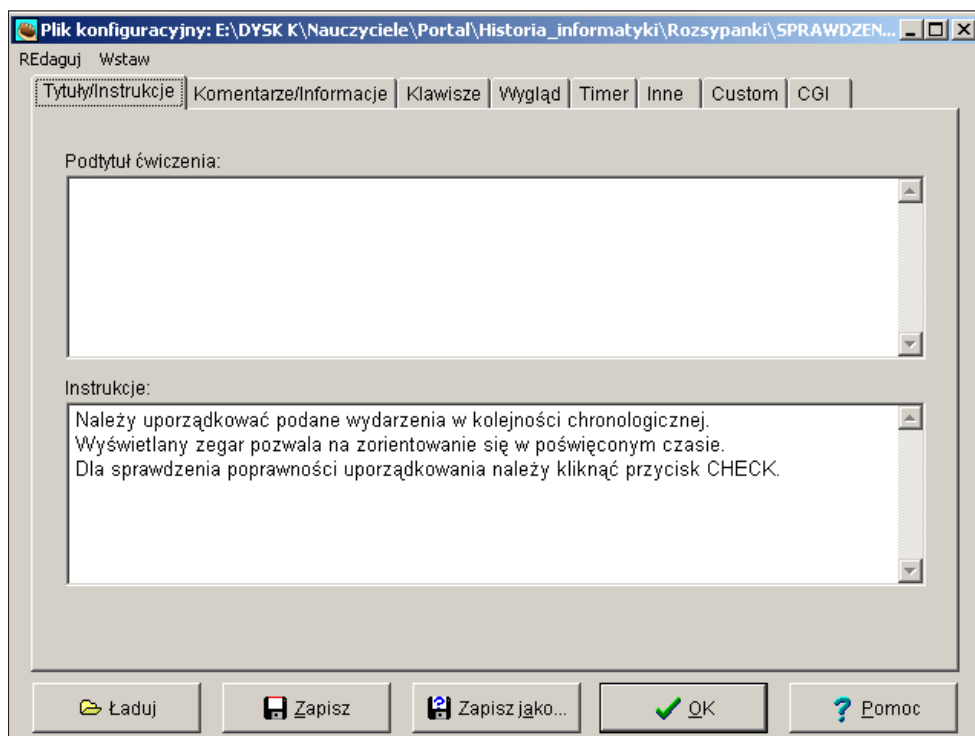 Plik konfiguracyjny: E:\DYSK K\Nauczyciele\Portal\Historia_informatyki\Rozsypanki\SPRAWDZEN...
REdaguj Wstaw
Tytuły/Instrukcje Komentarze/Informacje Klawisze Wygląd Timer Inne Custom CGI
Podtytuł ćwiczenia:
Instrukcje:
Należy uporządkować podane wydarzenia w kolejności chronologicznej.
Wyświetlany zegar pozwala na zorientowanie się w poświęconym czasie.
Dla sprawdzenia poprawności uporządkowania należy kliknąć przycisk CHECK.
Ładuj Zapisz Zapisz jako... OK Pomoc